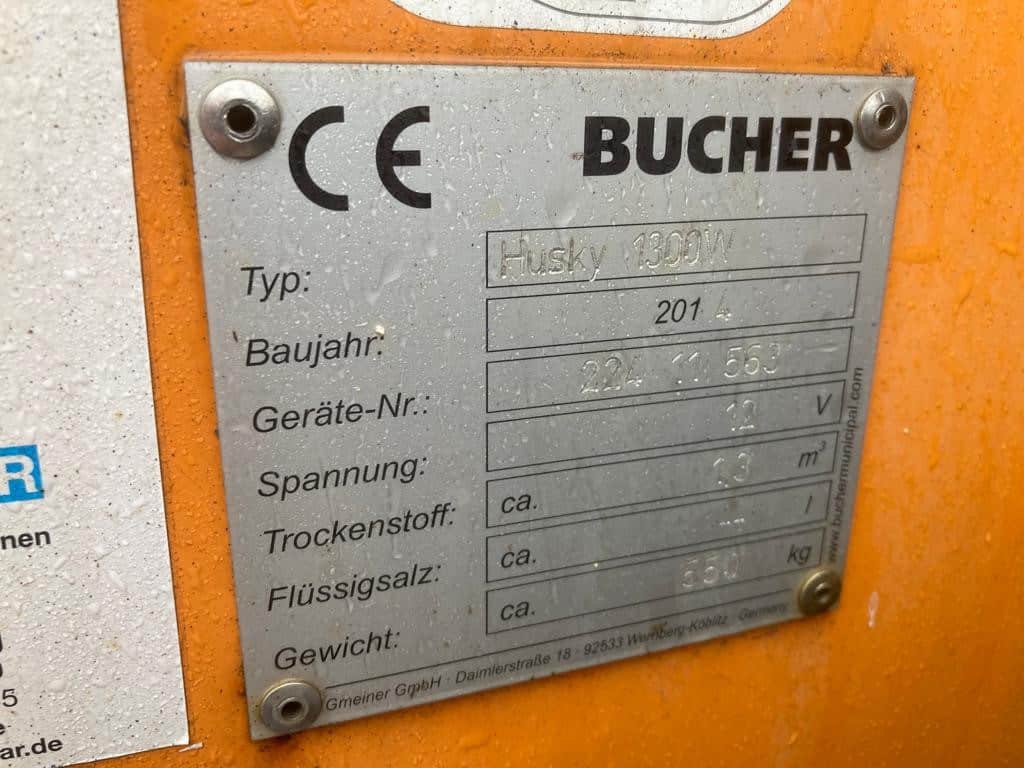 CE BUCHER
Typ: Husky 1300W
Baujahr: 2014
Geräte-Nr.: 224 11 563
Spannung: 12 V
Trockenstoff: ca. 1.3 m³
Flüssigsalz: ca. -- l
Gewicht: ca. 550 kg
Gmeiner GmbH · Daimlerstraße 18 · 92533 Wernberg-Köblitz · Germany
www.buchermunicipal.com
R
nen
5
e
ar.de